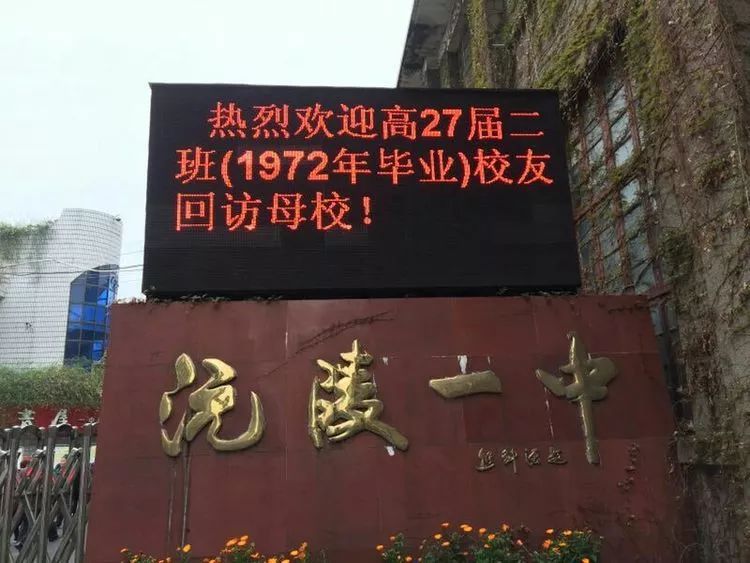 热烈欢迎高27届二
班(1972年毕业)校友
回访母校！
沅陵一中